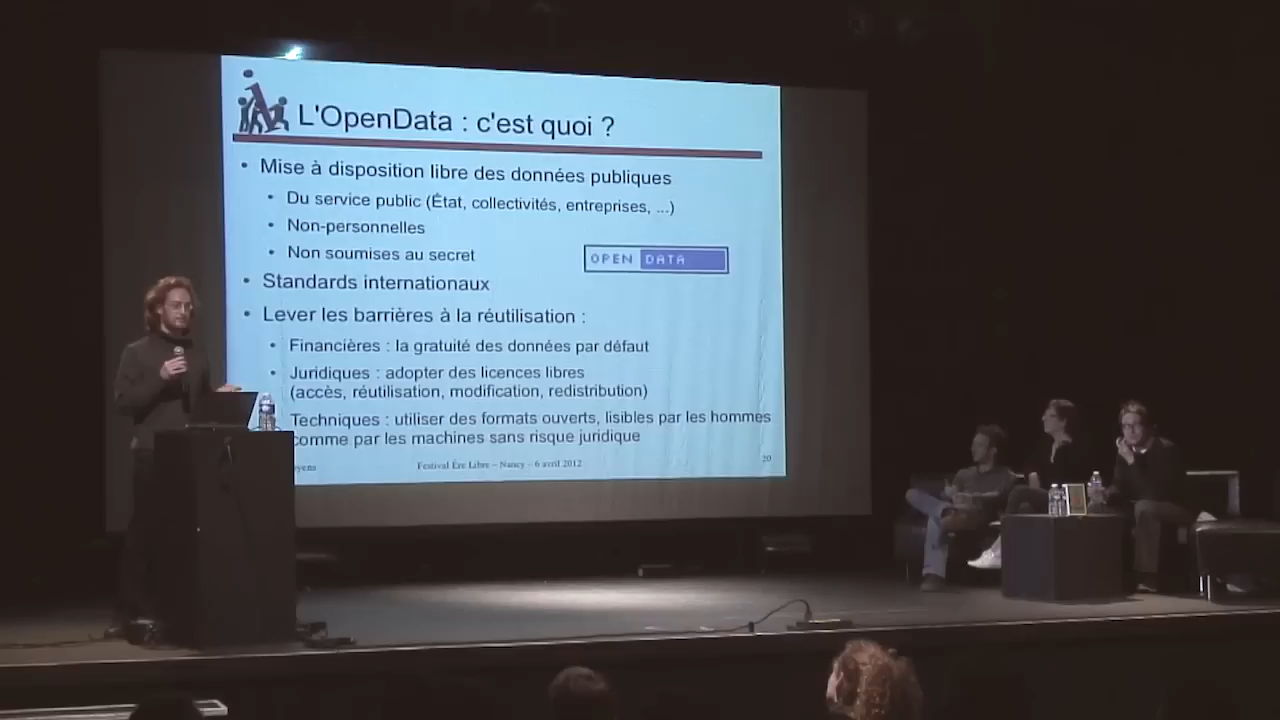 L'OpenData : c'est quoi ?
• Mise à disposition libre des données publiques
• Du service public (État, collectivités, entreprises, ...)
• Non-personnelles
• Non soumises au secret
OPEN DATA
• Standards internationaux
• Lever les barrières à la réutilisation :
• Financières : la gratuité des données par défaut
• Juridiques : adopter des licences libres
(accès, réutilisation, modification, redistribution)
Techniques : utiliser des formats ouverts, lisibles par les hommes
comme par les machines sans risque juridique
Festival Ère Libre – Nancy – 6 avril 2012
20